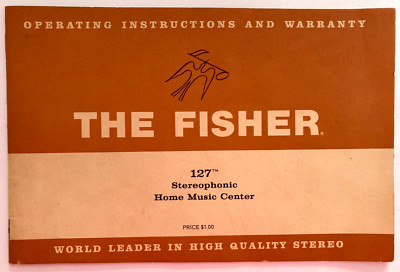 OPERATING INSTRUCTIONS AND WARRANTY
THE FISHER®
127™
Stereophonic
Home Music Center
PRICE $1.00
WORLD LEADER IN HIGH QUALITY STEREO